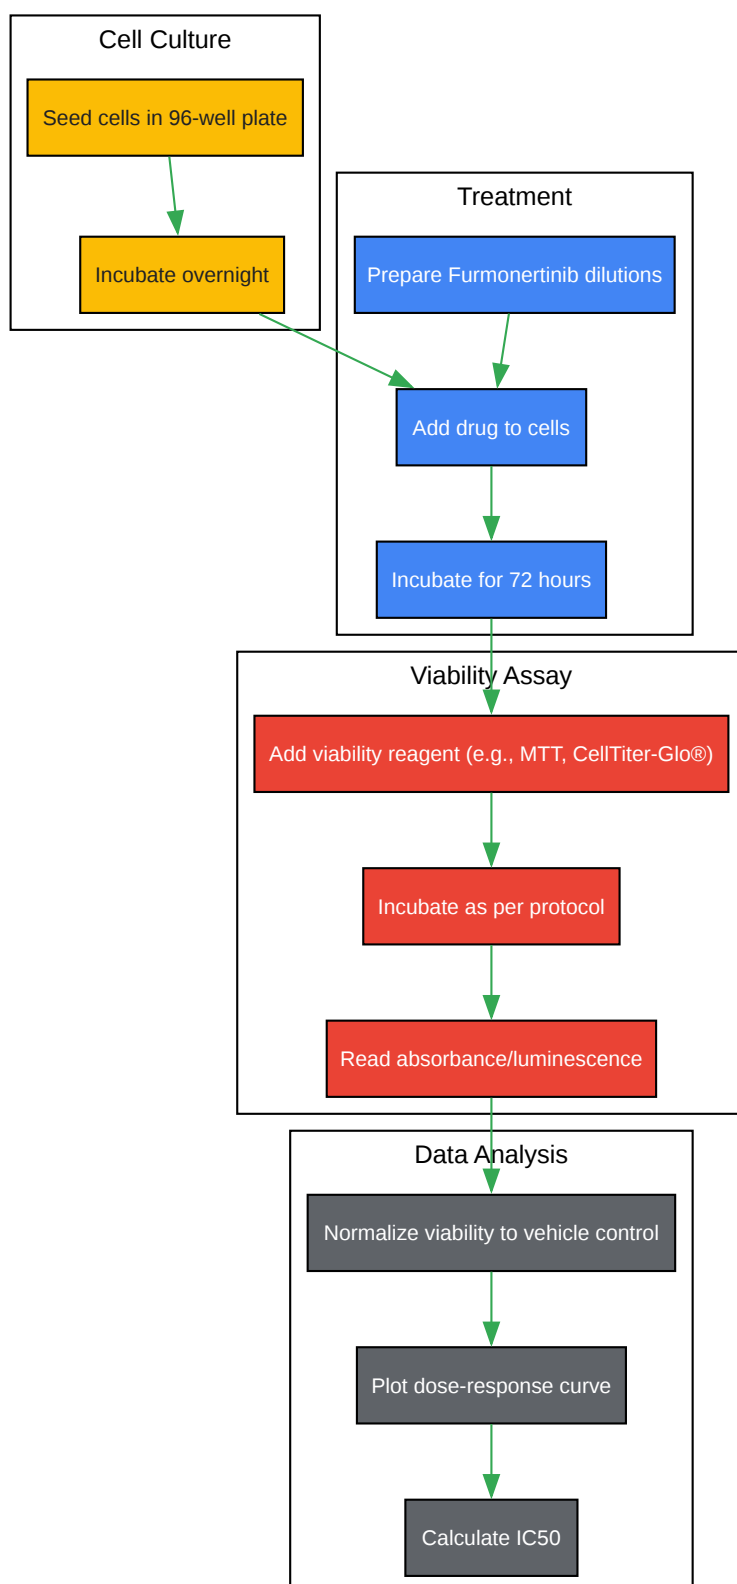 Cell Culture
Seed cells in 96-well plate
Incubate overnight
Treatment
Prepare Furmonertinib dilutions
Add drug to cells
Incubate for 72 hours
Viability Assay
Add viability reagent (e.g., MTT, CellTiter-Glo®)
Incubate as per protocol
Read absorbance/luminescence
Data Analysis
Normalize viability to vehicle control
Plot dose-response curve
Calculate IC50